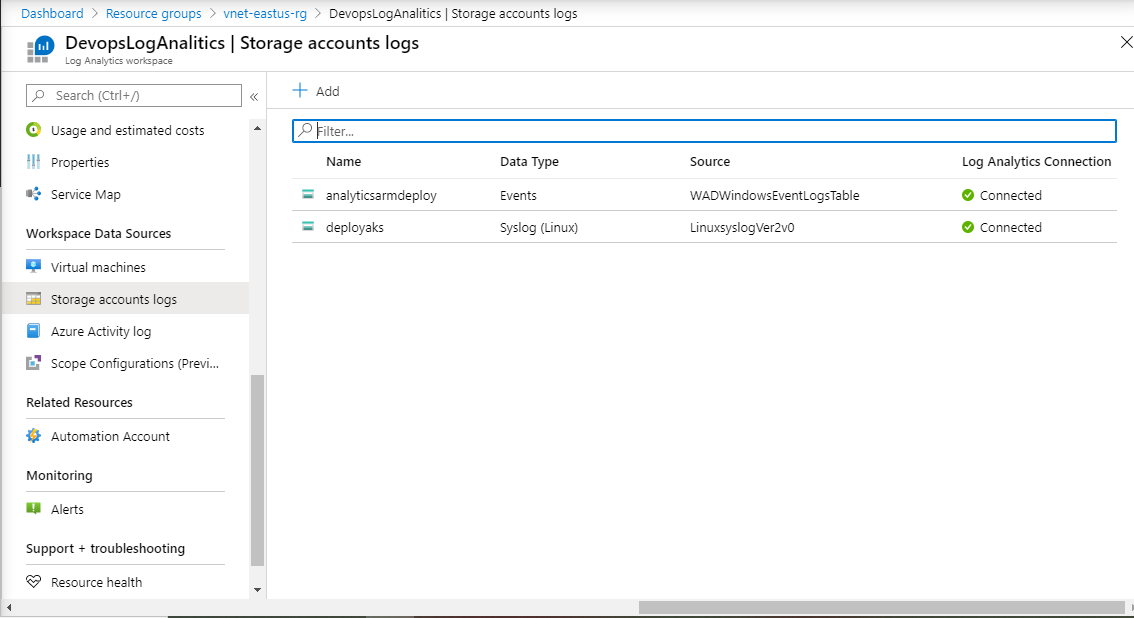 Dashboard > Resource groups > vnet-eastus-rg > DevopsLogAnalitics | Storage accounts logs
DevopsLogAnalitics | Storage accounts logs
Log Analytics workspace
Search (Ctrl+/)
«
Usage and estimated costs
Properties
Service Map
Workspace Data Sources
Virtual machines
Storage accounts logs
Azure Activity log
Scope Configurations (Previ...
Related Resources
Automation Account
Monitoring
Alerts
Support + troubleshooting
Resource health
Add
Filter...
Name Data Type Source Log Analytics Connection
analyticsarmdeploy Events WADWindowsEventLogsTable Connected
deployaks Syslog (Linux) LinuxsyslogVer2v0 Connected